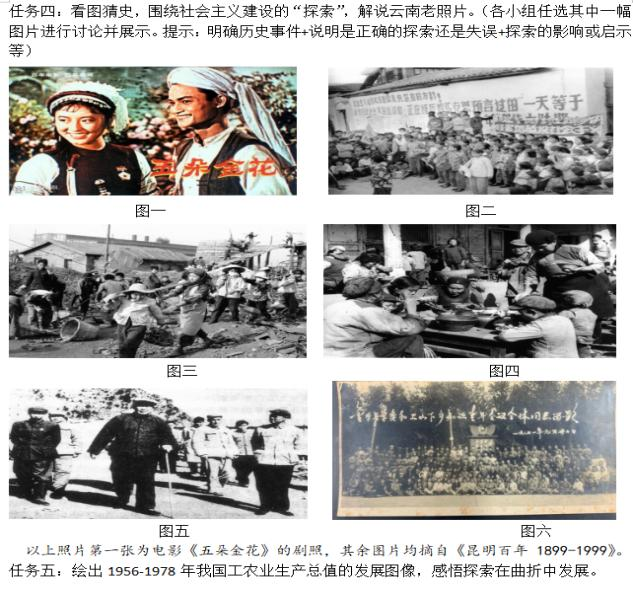 任务四：看图猜史，围绕社会主义建设的“探索”，解说云南老照片。（各小组任选其中一幅
图片进行讨论并展示。提示：明确历史事件+说明是正确的探索还是失误+探索的影响或启示
等）
五朵金花
一天等于
图一
图二
图三
图四
图五
图六
以上照片第一张为电影《五朵金花》的剧照，其余图片均摘自《昆明百年 1899-1999》。
任务五：绘出 1956-1978 年我国工农业生产总值的发展图像，感悟探索在曲折中发展。